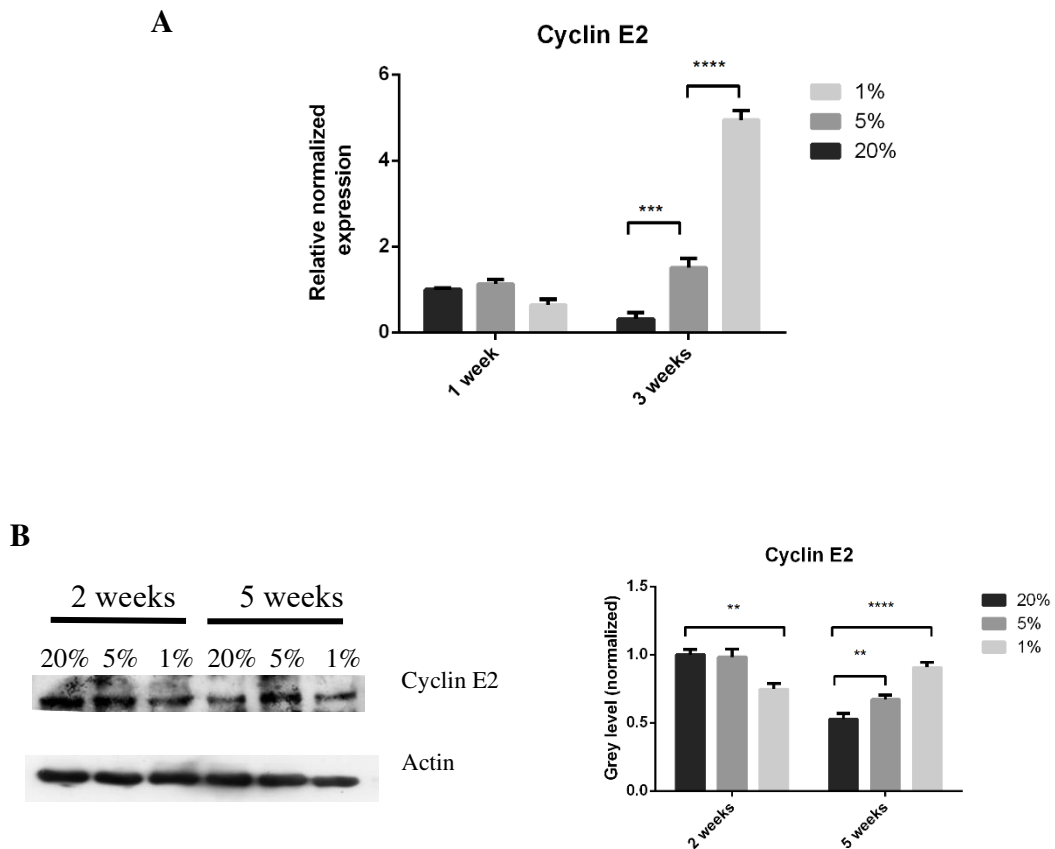 A
Cyclin E2
Relative normalized
expression
6
4
2
0
****
***
1 week
3 weeks
1%
5%
20%
B
2 weeks 5 weeks
20% 5% 1% 20% 5% 1%
Cyclin E2
Actin
Cyclin E2
Grey level (normalized)
1.5
1.0
0.5
0.0
**
****
**
2 weeks
5 weeks
20%
5%
1%